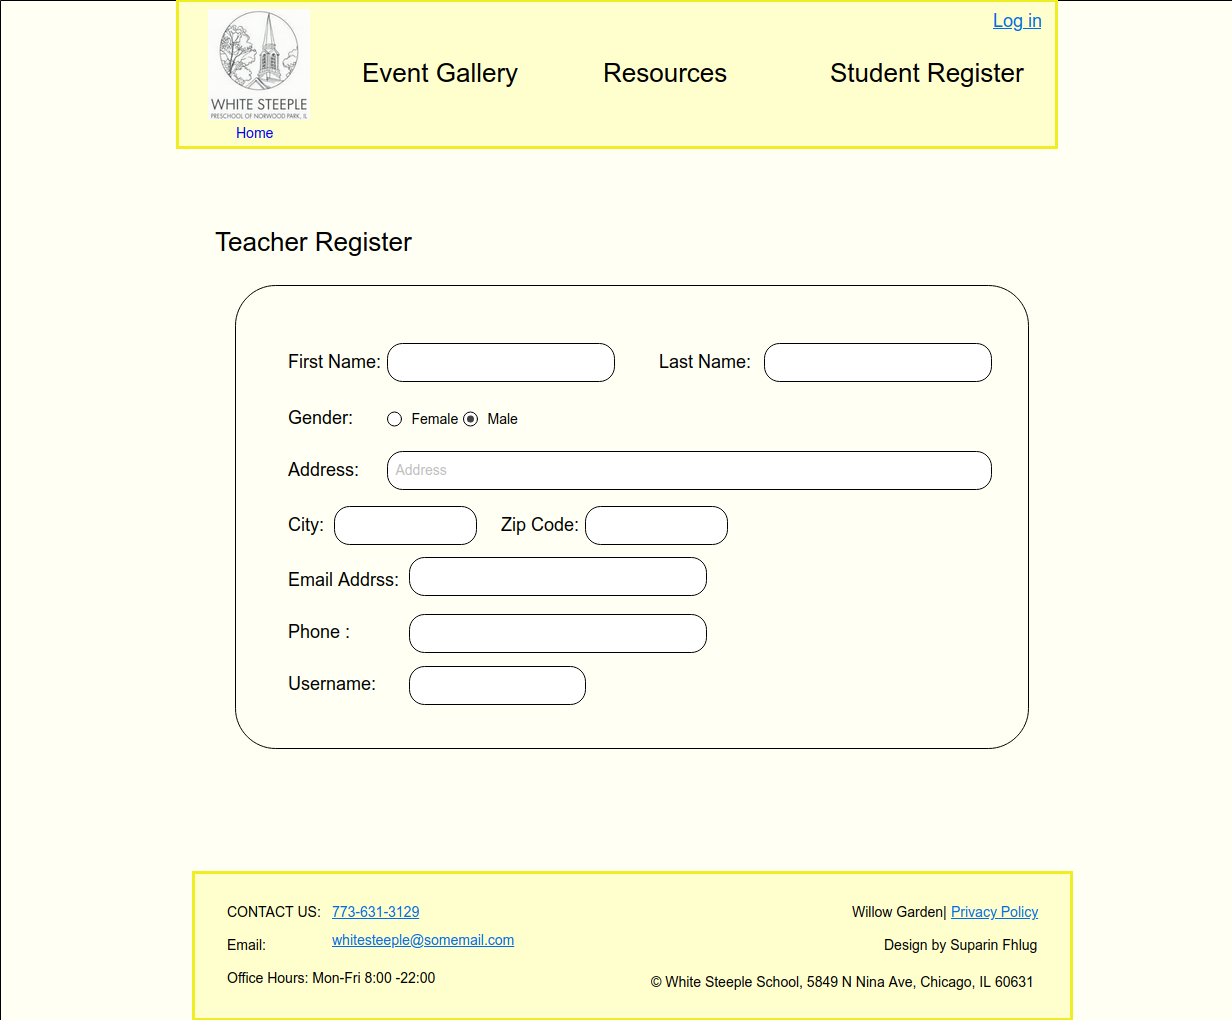 Log in
WHITE STEEPLE
PRESCHOOL OF NORWOOD PARK, IL
Home
Event Gallery
Resources
Student Register
Teacher Register
First Name:
Last Name:
Gender: Female Male
Address: Address
City: Zip Code:
Email Addrss:
Phone :
Username:
CONTACT US: 773-631-3129
Email: whitesteeple@somemail.com
Office Hours: Mon-Fri 8:00 -22:00
Willow Garden| Privacy Policy
Design by Suparin Fhlug
© White Steeple School, 5849 N Nina Ave, Chicago, IL 60631